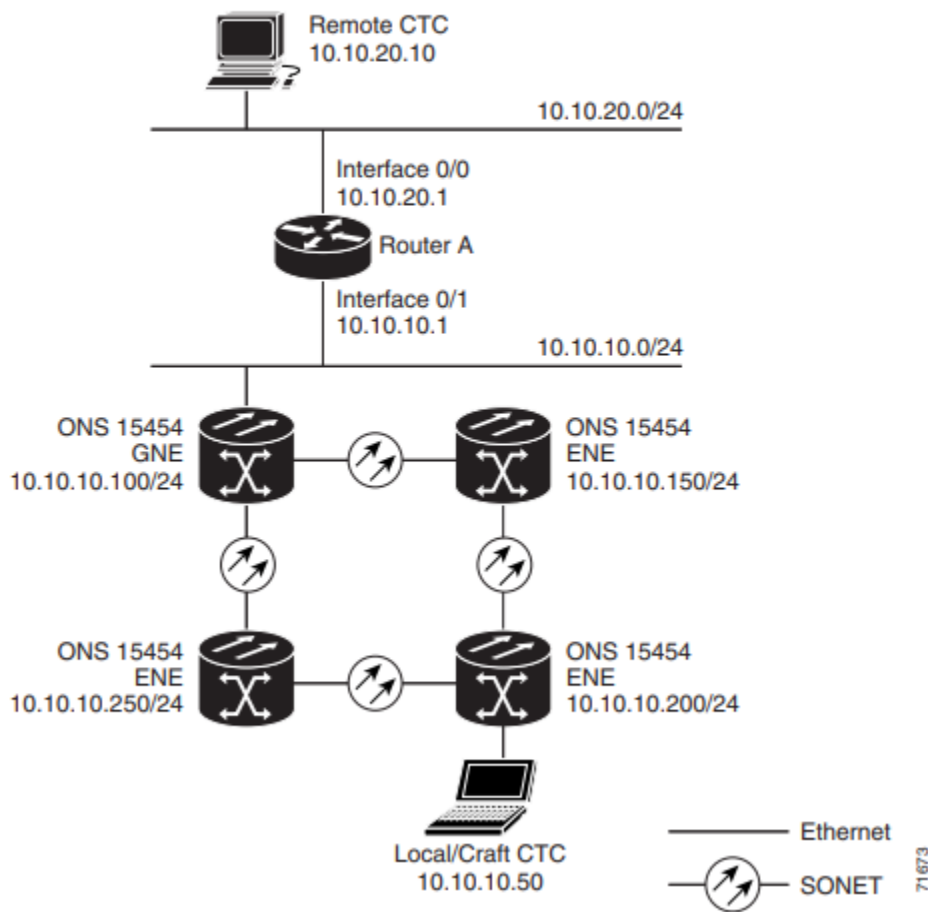 Remote CTC
10.10.20.10
10.10.20.0/24
Interface 0/0
10.10.20.1
Router A
Interface 0/1
10.10.10.1
10.10.10.0/24
ONS 15454
GNE
10.10.10.100/24
ONS 15454
ENE
10.10.10.150/24
ONS 15454
ENE
10.10.10.250/24
ONS 15454
ENE
10.10.10.200/24
Local/Craft CTC
10.10.10.50
Ethernet
SONET
71673